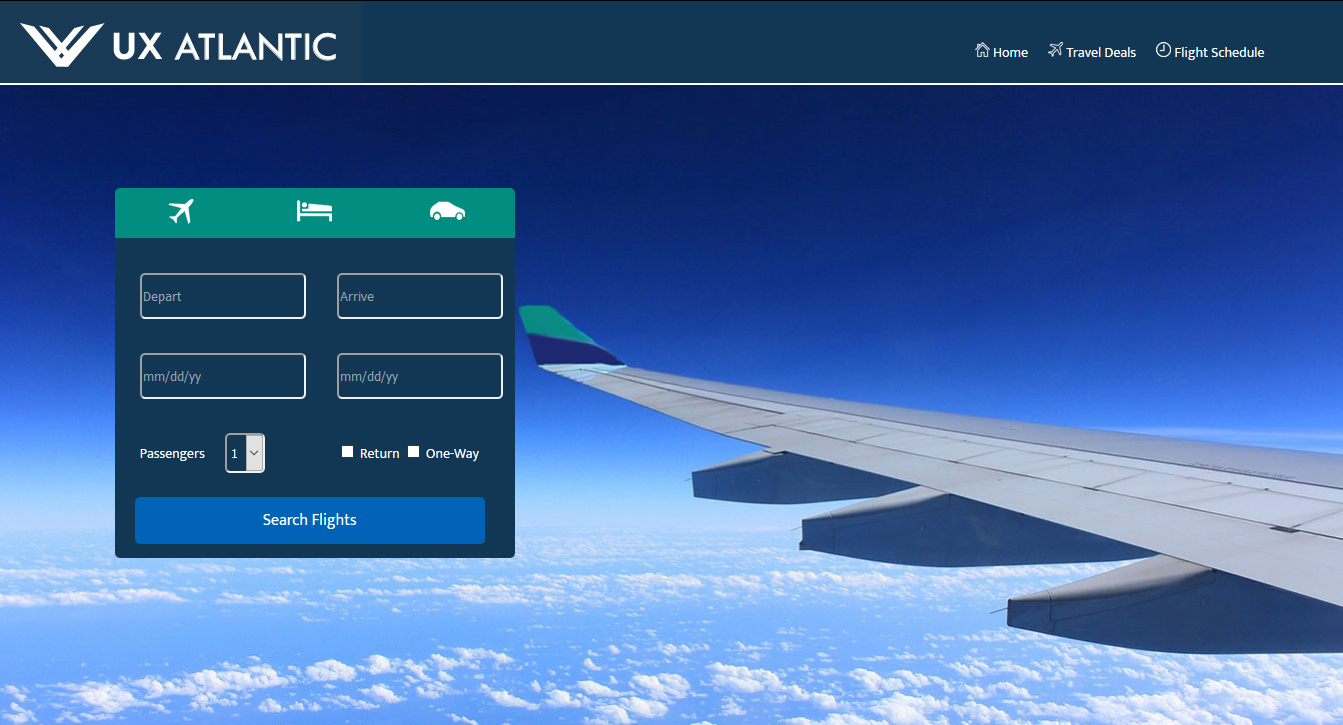 UX ATLANTIC
Home Travel Deals Flight Schedule
Depart Arrive
mm/dd/yy mm/dd/yy
Passengers 1 Return One-Way
Search Flights